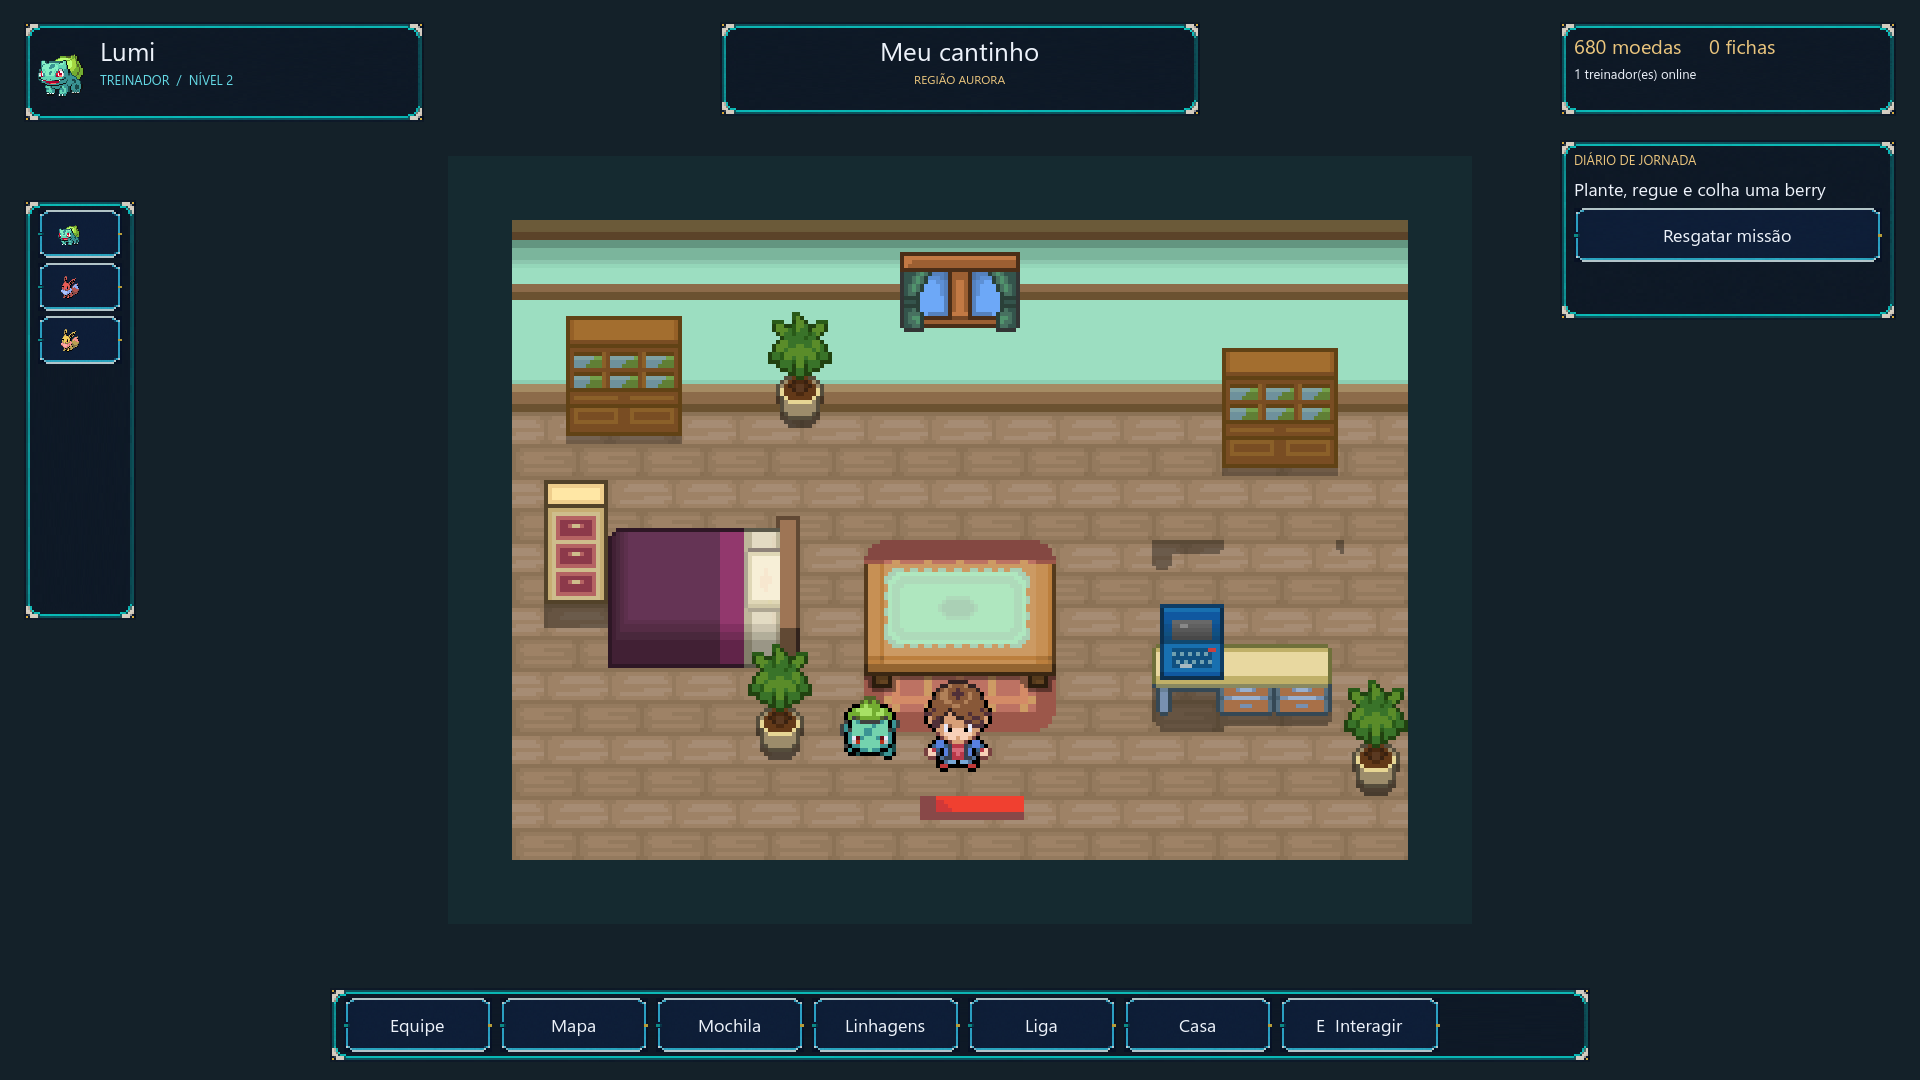 Lumi
TREINADOR / NÍVEL 2
Meu cantinho
REGIÃO AURORA
680 moedas 0 fichas
1 treinador(es) online
DIÁRIO DE JORNADA
Plante, regue e colha uma berry
Resgatar missão
Equipe
Mapa
Mochila
Linhagens
Liga
Casa
E Interagir